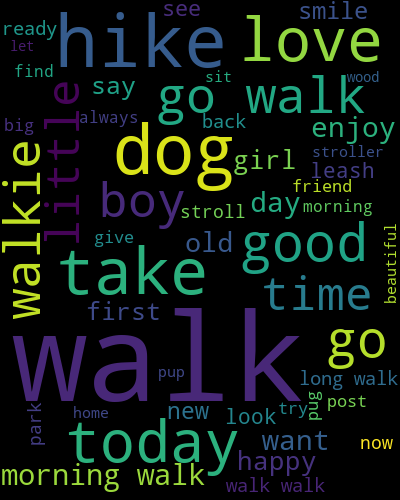 see
smile
ready
hike
love
let
find
sit
wood
say
go walk
little
big
always
back
enjoy
dog
girl
stroller
leash
walkie
friend
boy
stroll
day
morning
give
old
good
beautiful
take
time
first
walk
go
pup
long walk
park
home
new
look
try
pug
post
today
want
now
morning walk
happy
walk walk